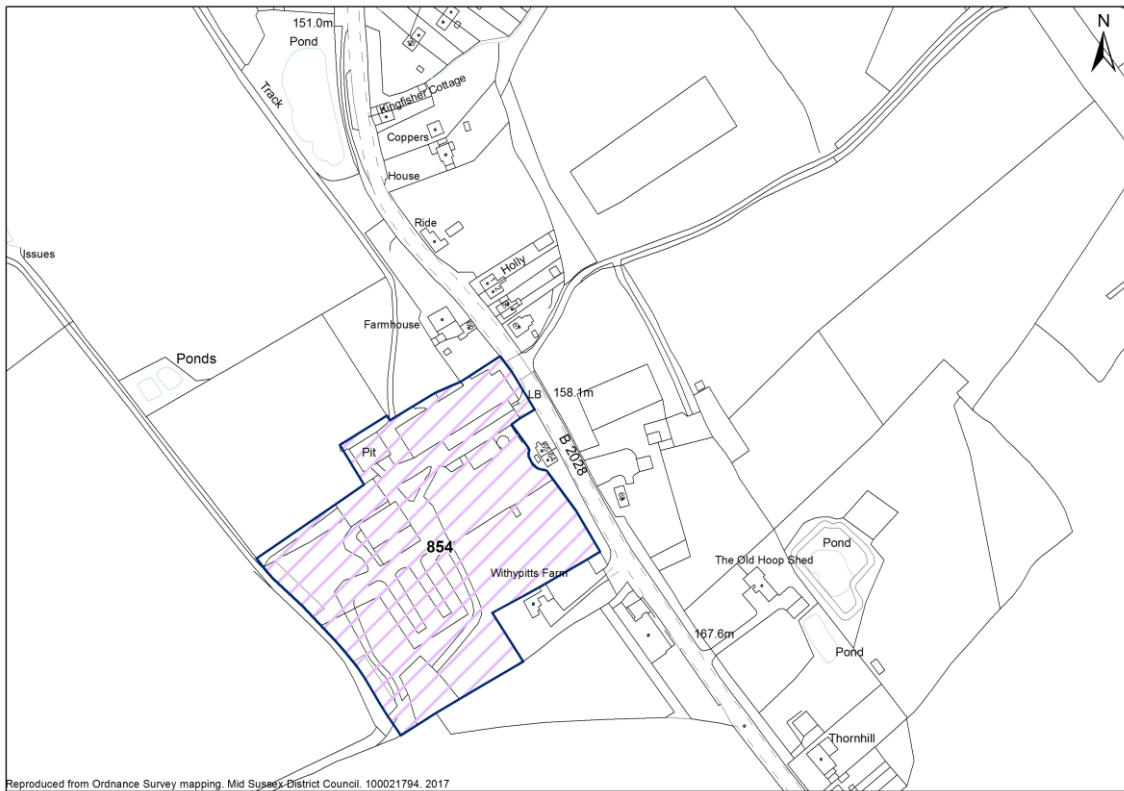 151.0m
Pond
N
Track
Kingfisher Cottage
Coppers
House
Ride
Issues
Holly
Farmhouse
Ponds
LB
158.1m
Pit
B 2028
854
Withypitts Farm
The Old Hoop Shed
Pond
167.6m
Pond
Thornhill
Reproduced from Ordnance Survey mapping. Mid Sussex District Council. 100021794. 2017